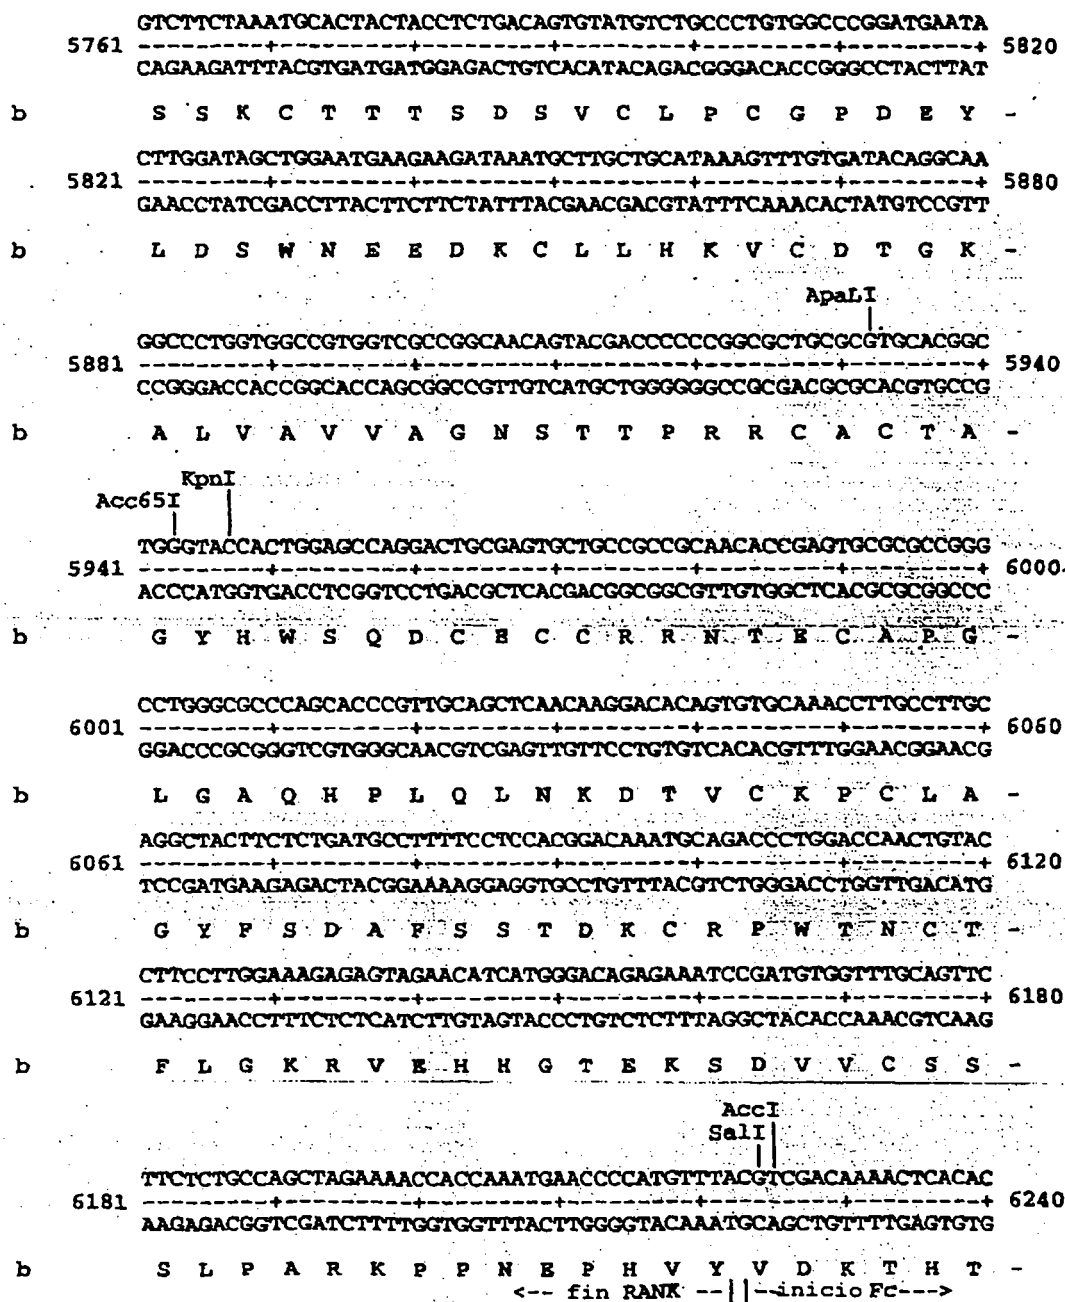 GTCTTCTAAATGCACTACTACCTCTGACAGTGTATGTCTGCCCTGTGGCCCGGATGAATA
5761 ---------+---------+---------+---------+---------+---------+ 5820
CAGAAGATTTACGTGATGATGGAGACTGTCACATACAGACGGGACACCGGGCCTACTTAT
b S S K C T T T S D S V C L P C G P D E Y -
CTTGGATAGCTGGAATGAAGAAGATAAATGCTTGCTGCATAAAGTTTGTGATACAGGCAA
5821 ---------+---------+---------+---------+---------+---------+ 5880
GAACCTATCGACCTTACTTCTTCTATTTACGAACGACGTATTTCAAACACTATGTCCGTT
b L D S W N E E D K C L L H K V C D T G K -
ApaLI
GGCCCTGGTGGCCGTGGTCGCCGGCAACAGTACGACCCCCCGGCGCTGCGCGTGCACGGC
5881 ---------+---------+---------+---------+---------+---------+ 5940
CCGGGACCACCGGCACCAGCGGCCGTTGTCATGCTGGGGGGCCGCGACGCGCACGTGCCG
b A L V A V V A G N S T T P R R C A C T A -
KpnI
Acc65I
TGGGTACCACTGGAGCCAGGACTGCGAGTGCTGCCGCCGCAACACCGAGTGCGCGCCGGG
5941 ---------+---------+---------+---------+---------+---------+ 6000
ACCCATGGTGACCTCGGTCCTGACGCTCACGACGGCGGCGTTGTGGCTCACGCGCGGCCC
b G Y H W S Q D C E C C R R N T E C A P G -
CCTGGGCGCCCAGCACCCGTTGCAGCTCAACAAGGACACAGTGTGCAAACCTTGCCTTGC
6001 ---------+---------+---------+---------+---------+---------+ 6060
GGACCCGCGGGTCGTGGGCAACGTCGAGTTGTTCCTGTGTCACACGTTTGGAACGGAACG
b L G A Q H P L Q L N K D T V C K P C L A -
AGGCTACTTCTCTGATGCCTTTTCCTCCACGGACAAATGCAGACCCTGGACCAACTGTAC
6061 ---------+---------+---------+---------+---------+---------+ 6120
TCCGATGAAGAGACTACGGAAAAGGAGGTGCCTGTTTACGTCTGGGACCTGGTTGACATG
b G Y F S D A F S S T D K C R P W T N C T -
CTTCCTTGGAAAGAGAGTAGAACATCATGGGACAGAGAAATCCGATGTGGTTTGCAGTTC
6121 ---------+---------+---------+---------+---------+---------+ 6180
GAAGGAACCTTTCTCTCATCTTGTAGTACCCTGTCTCTTTAGGCTACACCAAACGTCAAG
b F L G K R V E H H G T E K S D V V C S S -
AccI
SalI
TTCTCTGCCAGCTAGAAAACCACCAAATGAACCCCATGTTTACGTCGACAAAACTCACAC
6181 ---------+---------+---------+---------+---------+---------+ 6240
AAGAGACGGTCGATCTTTTGGTGGTTTACTTGGGGTACAAATGCAGCTGTTTTGAGTGTG
b S L P A R K P P N E P H V Y V D K T H T -
<-- fin RANK --||--inicio Fc--->